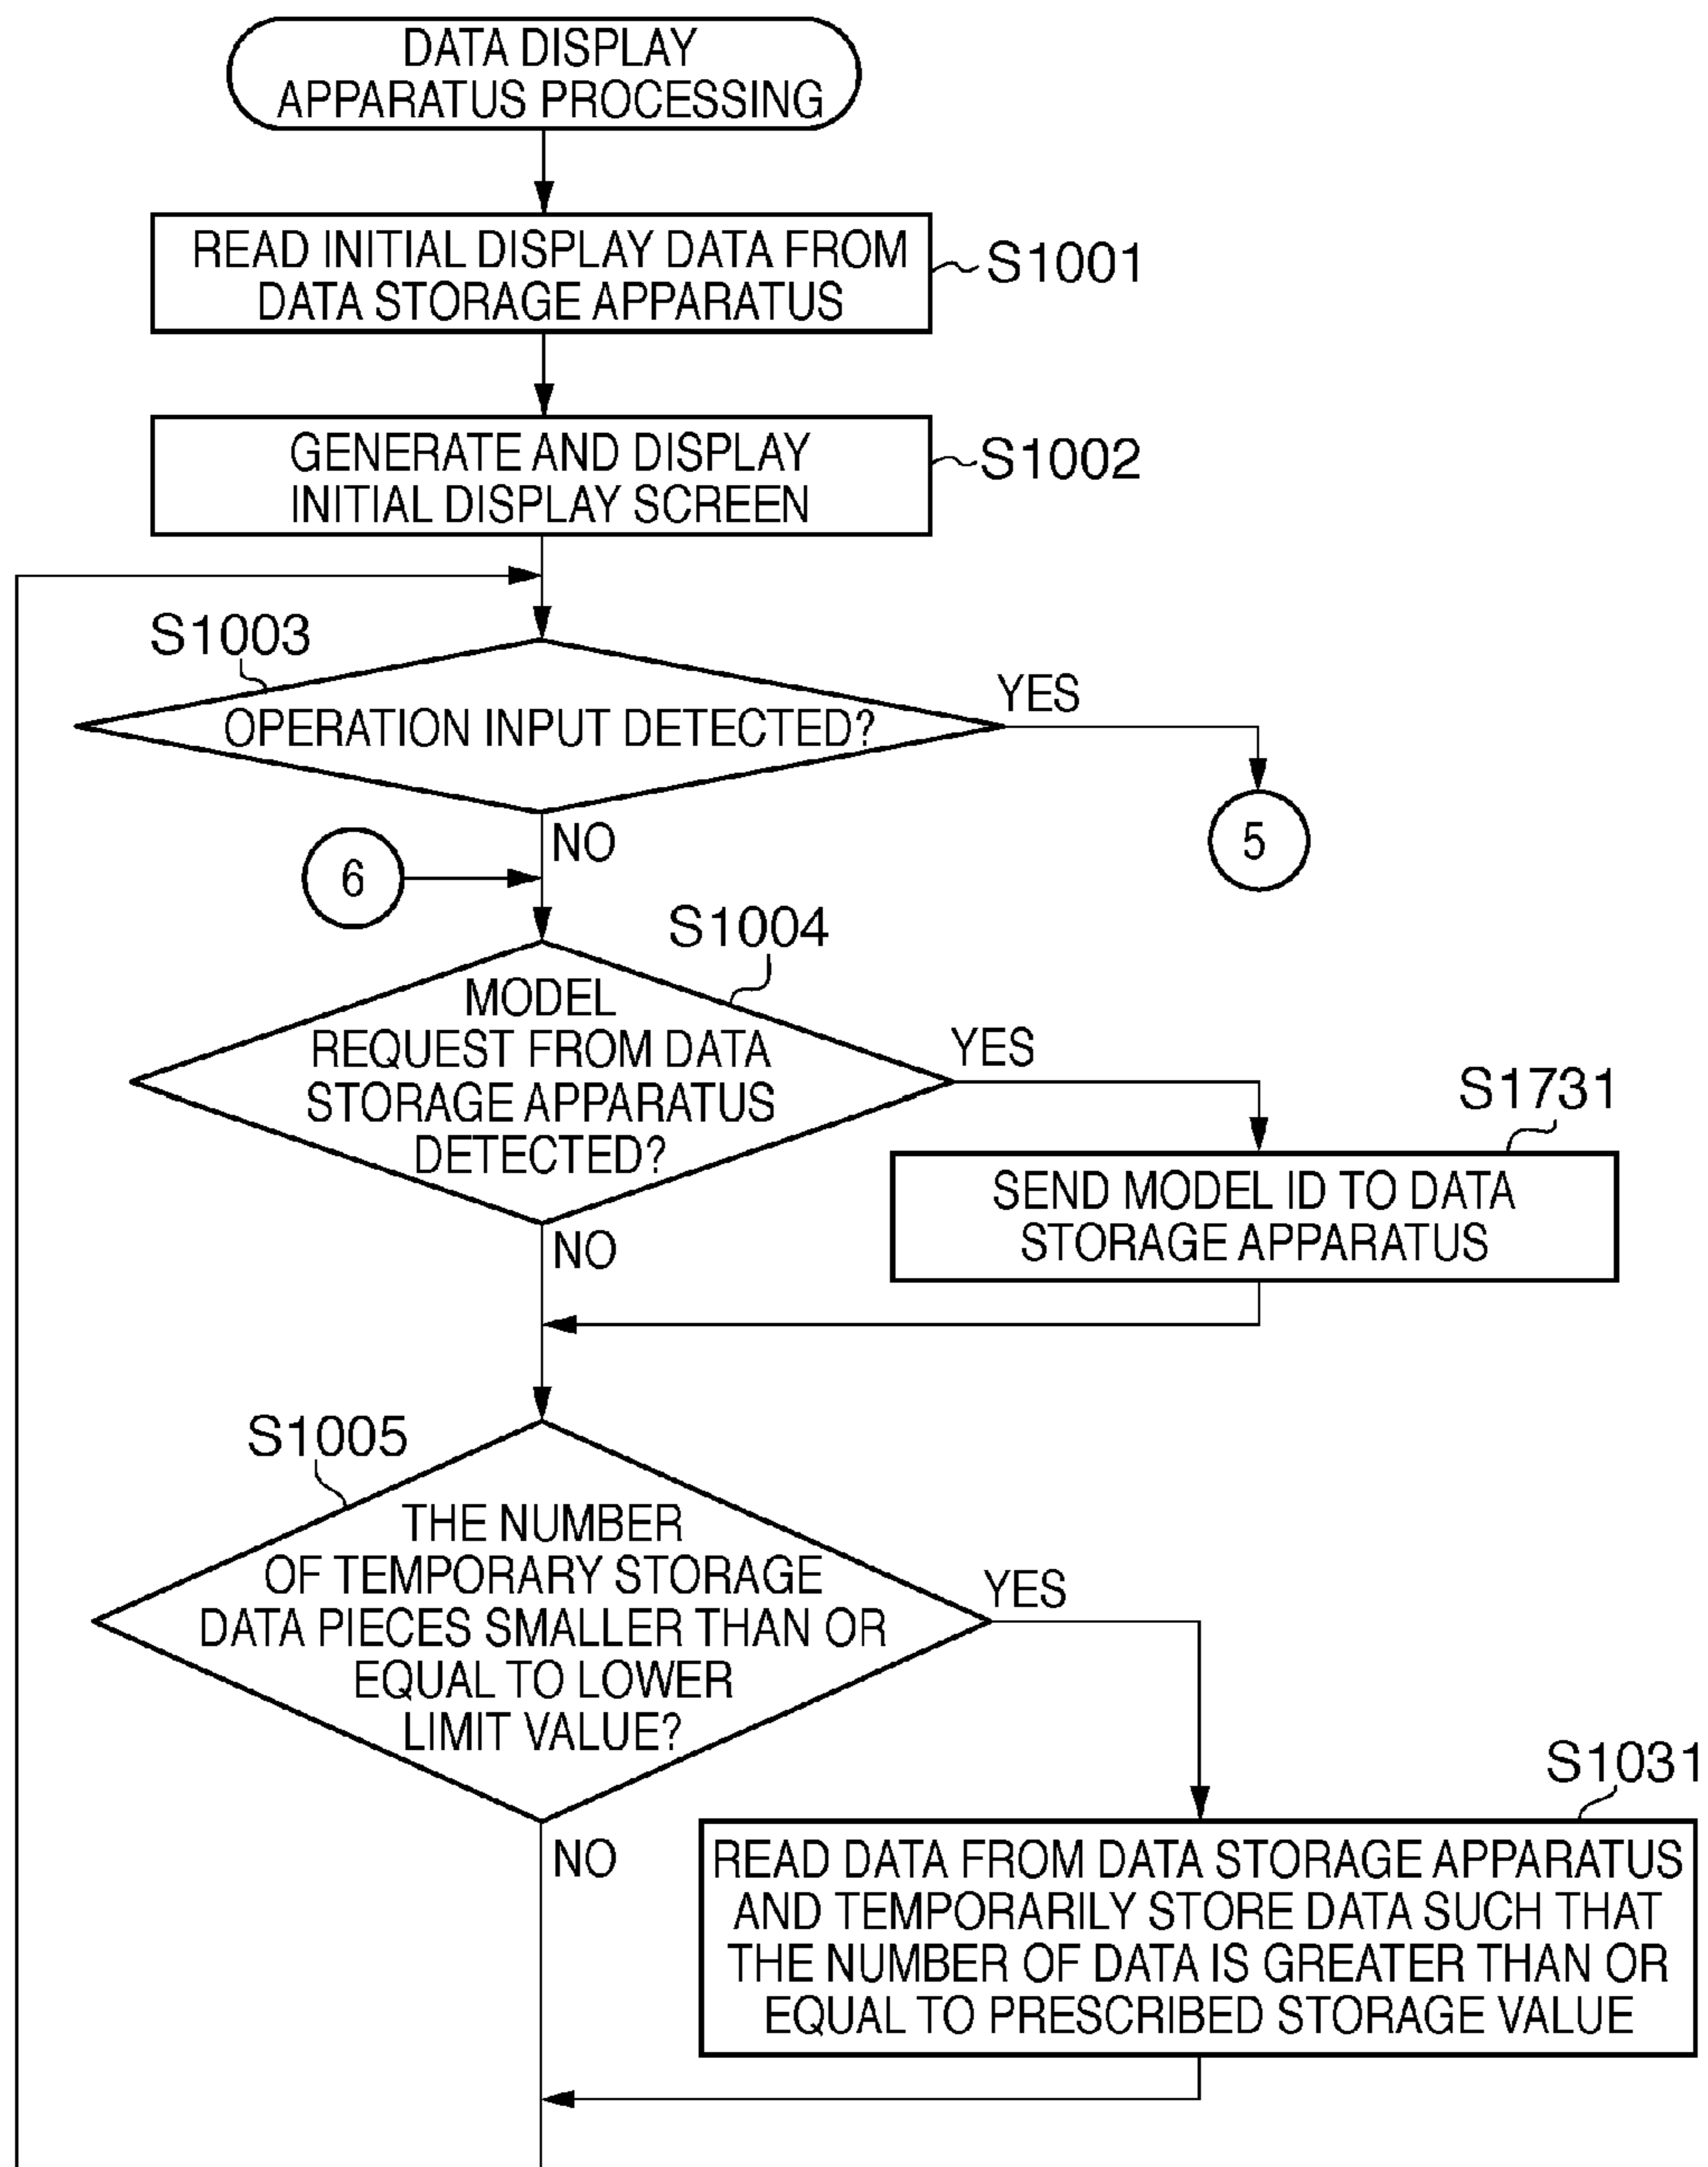 DATA DISPLAY
APPARATUS PROCESSING
READ INITIAL DISPLAY DATA FROM
DATA STORAGE APPARATUS
S1001
GENERATE AND DISPLAY
INITIAL DISPLAY SCREEN
S1002
S1003
OPERATION INPUT DETECTED?
YES
5
NO
6
S1004
MODEL
REQUEST FROM DATA
STORAGE APPARATUS
DETECTED?
YES
S1731
SEND MODEL ID TO DATA
STORAGE APPARATUS
NO
S1005
THE NUMBER
OF TEMPORARY STORAGE
DATA PIECES SMALLER THAN OR
EQUAL TO LOWER
LIMIT VALUE?
YES
S1031
READ DATA FROM DATA STORAGE APPARATUS
AND TEMPORARILY STORE DATA SUCH THAT
THE NUMBER OF DATA IS GREATER THAN OR
EQUAL TO PRESCRIBED STORAGE VALUE
NO